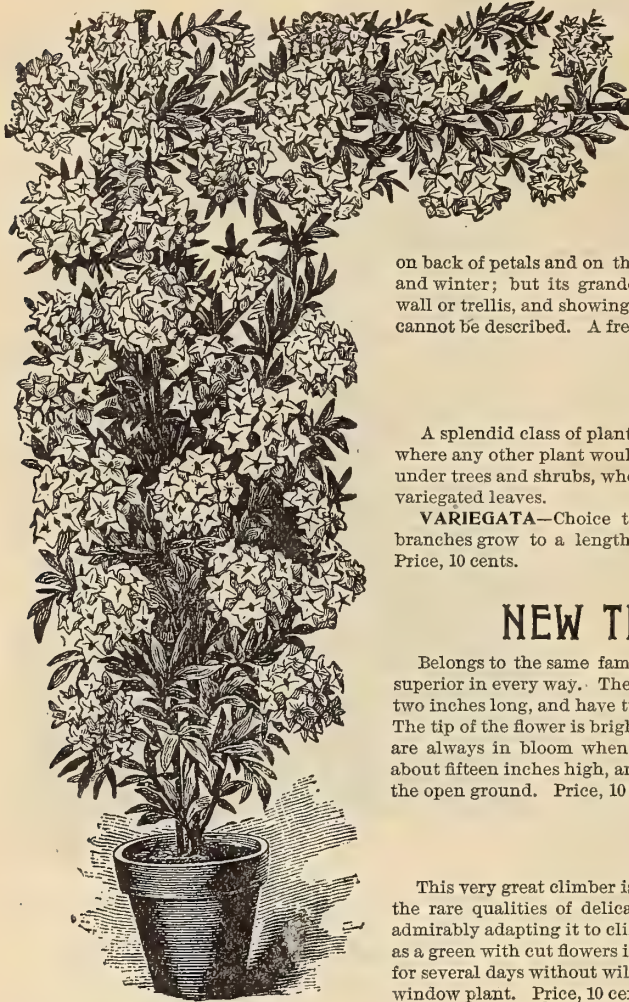 on back of petals and on th
and winter; but its grand
wall or trellis, and showing
cannot be described. A fre
A splendid class of plant
where any other plant woul
under trees and shrubs, wh
variegated leaves.
VARIEGATA—Choice t
branches grow to a length
Price, 10 cents.
NEW T
Belongs to the same fam
superior in every way. The
two inches long, and have t
The tip of the flower is brigh
are always in bloom when
about fifteen inches high, a
the open ground. Price, 10
This very great climber is
the rare qualities of delica
admirably adapting it to cli
as a green with cut flowers i
for several days without wil
window plant. Price, 10 ce